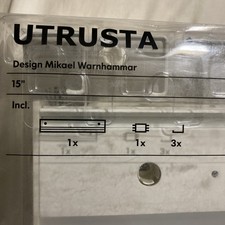 UTRUSTA
Design Mikael Warnhammar
15"
Incl.
1x 1x 3x